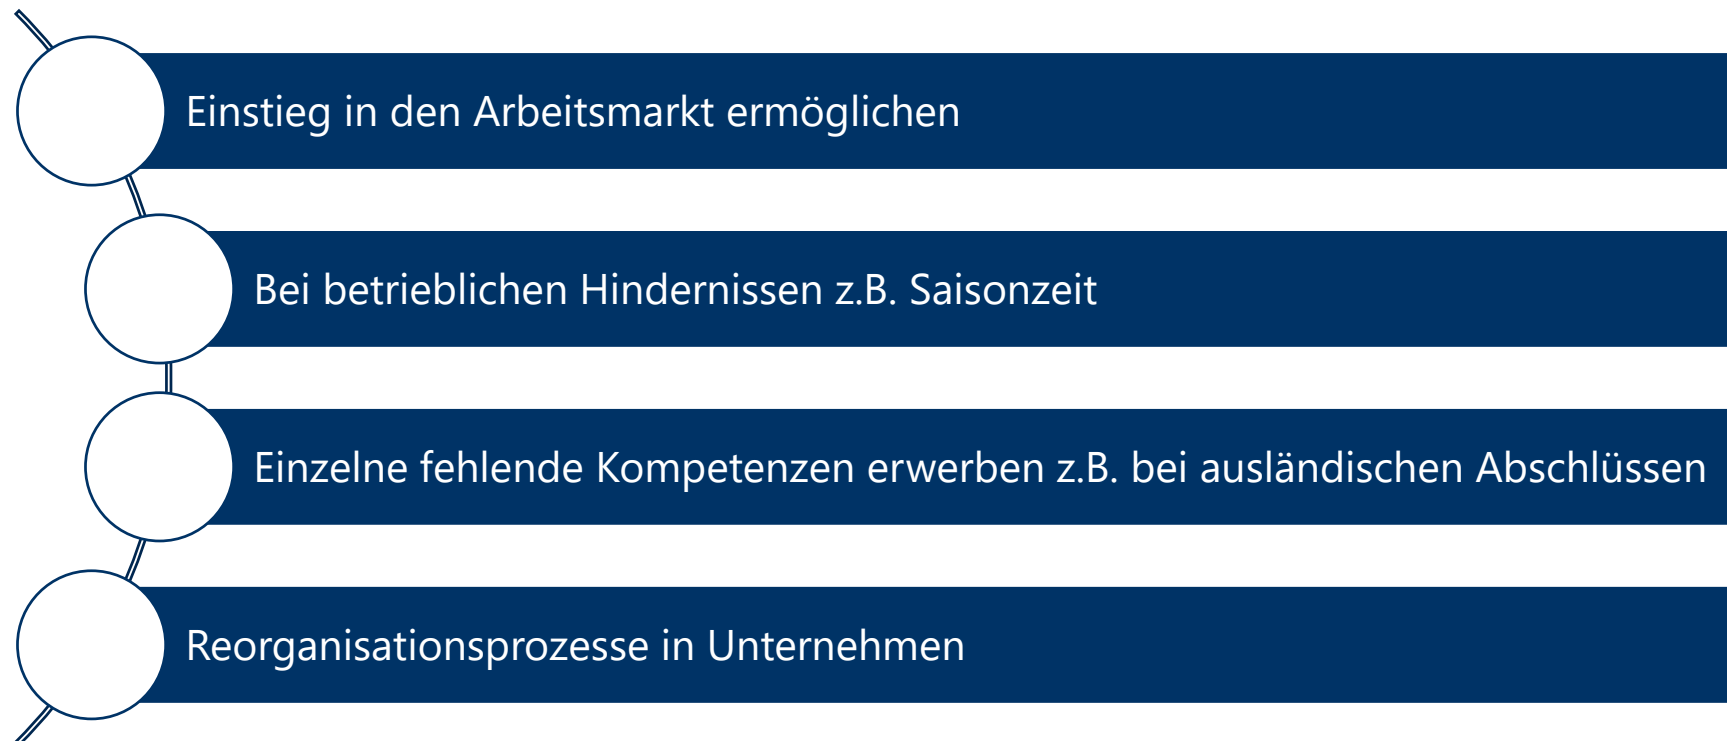 Einstieg in den Arbeitsmarkt ermöglichen
Bei betrieblichen Hindernissen z.B. Saisonzeit
Einzelne fehlende Kompetenzen erwerben z.B. bei ausländischen Abschlüssen
Reorganisationsprozesse in Unternehmen